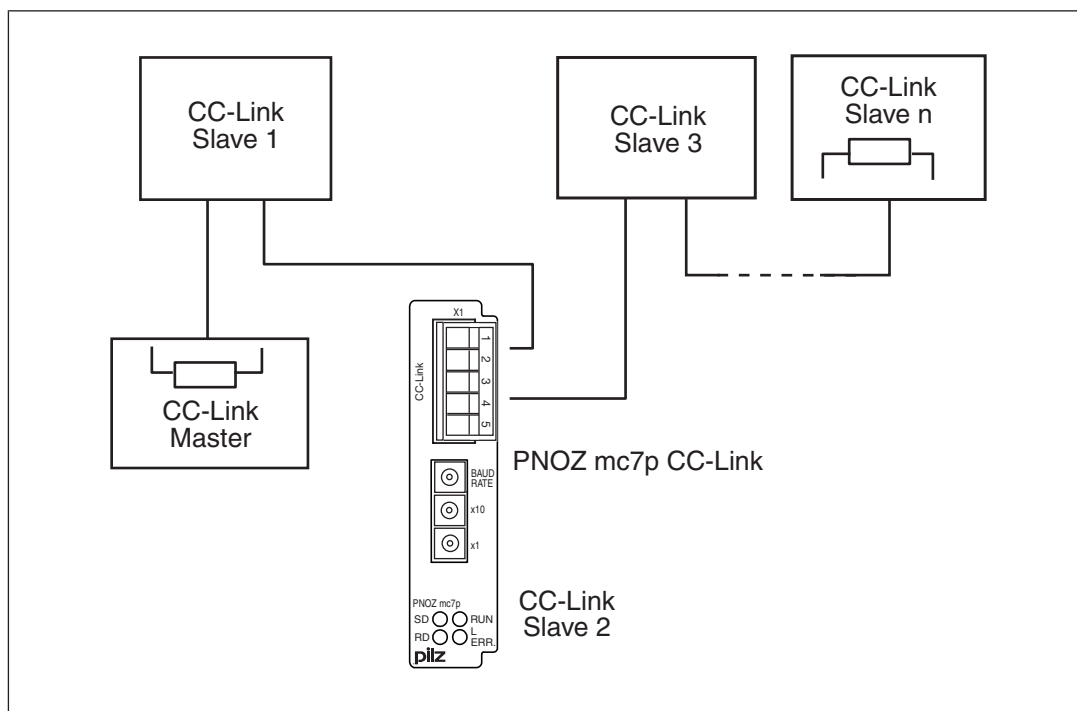 CC-Link
Slave 1
CC-Link
Slave 3
CC-Link
Slave n
CC-Link
Master
X1
CC-Link
1
2
3
4
5
PNOZ mc7p CC-Link
BAUD
RATE
x10
x1
CC-Link
Slave 2
PNOZ mc7p
SD RUN
RD L
ERR.
pilz